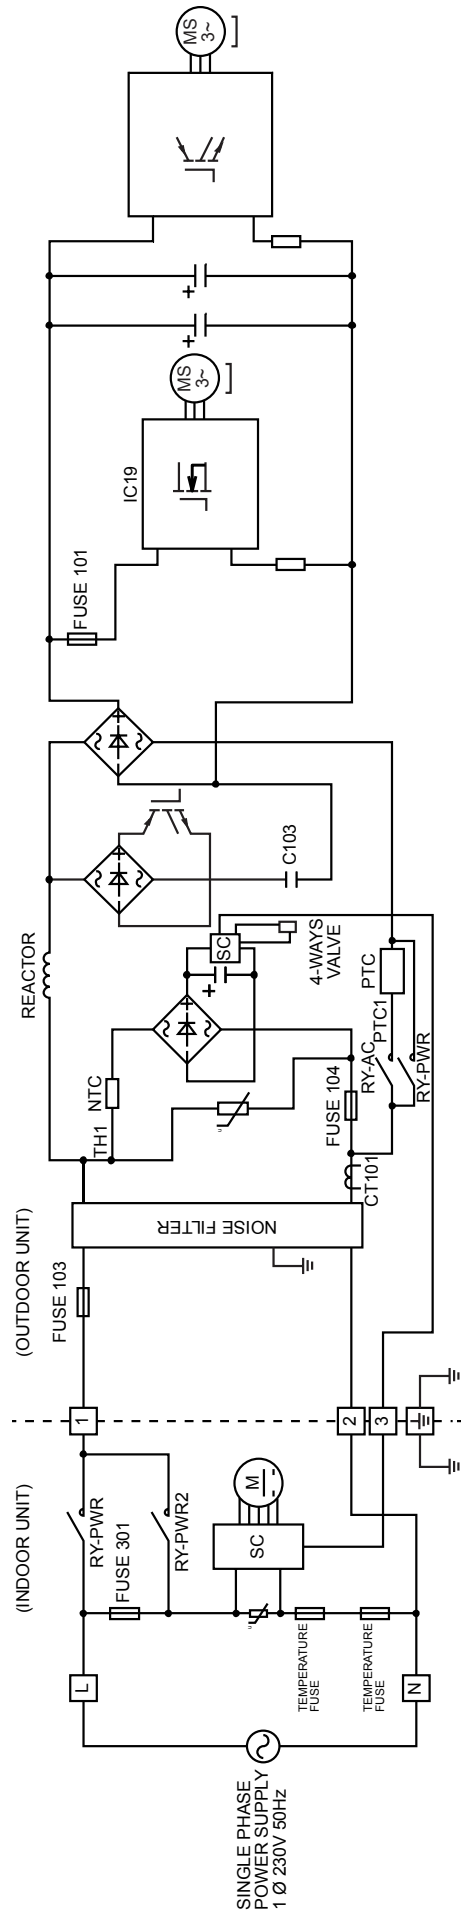 (INDOOR UNIT)
(OUTDOOR UNIT)
SINGLE PHASE
POWER SUPPLY
1 Ø 230V 50Hz
L
N
RY-PWR
FUSE 301
RY-PWR2
SC
M
TEMPERATURE
FUSE
TEMPERATURE
FUSE
1
2
3
FUSE 103
NOISE FILTER
CT101
TH1
NTC
FUSE 104
RY-AC
PTC1
PTC
RY-PWR
REACTOR
SC
4-WAYS
VALVE
C103
FUSE 101
IC19
MS
3~
MS
3~